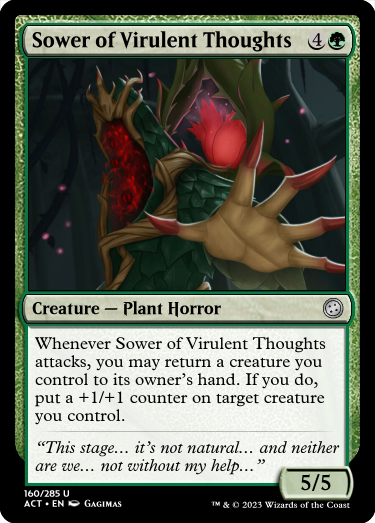 Sower of Virulent Thoughts 4
Creature — Plant Horror
Whenever Sower of Virulent Thoughts
attacks, you may return a creature you
control to its owner's hand. If you do,
put a +1/+1 counter on target creature
you control.
“This stage… it's not natural… and neither
are we… not without my help…”
5/5
160/285 U
ACT • EN Gagimas
™ & © 2023 Wizards of the Coast